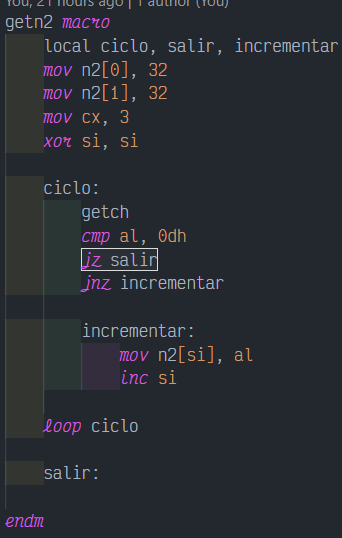 You, 21 hours ago | 1 author (You)
getn2 macro
local ciclo, salir, incrementar
mov n2[0], 32
mov n2[1], 32
mov cx, 3
xor si, si
ciclo:
getch
cmp al, 0dh
jz salir
jnz incrementar
incrementar:
mov n2[si], al
inc si
loop ciclo
salir:
endm